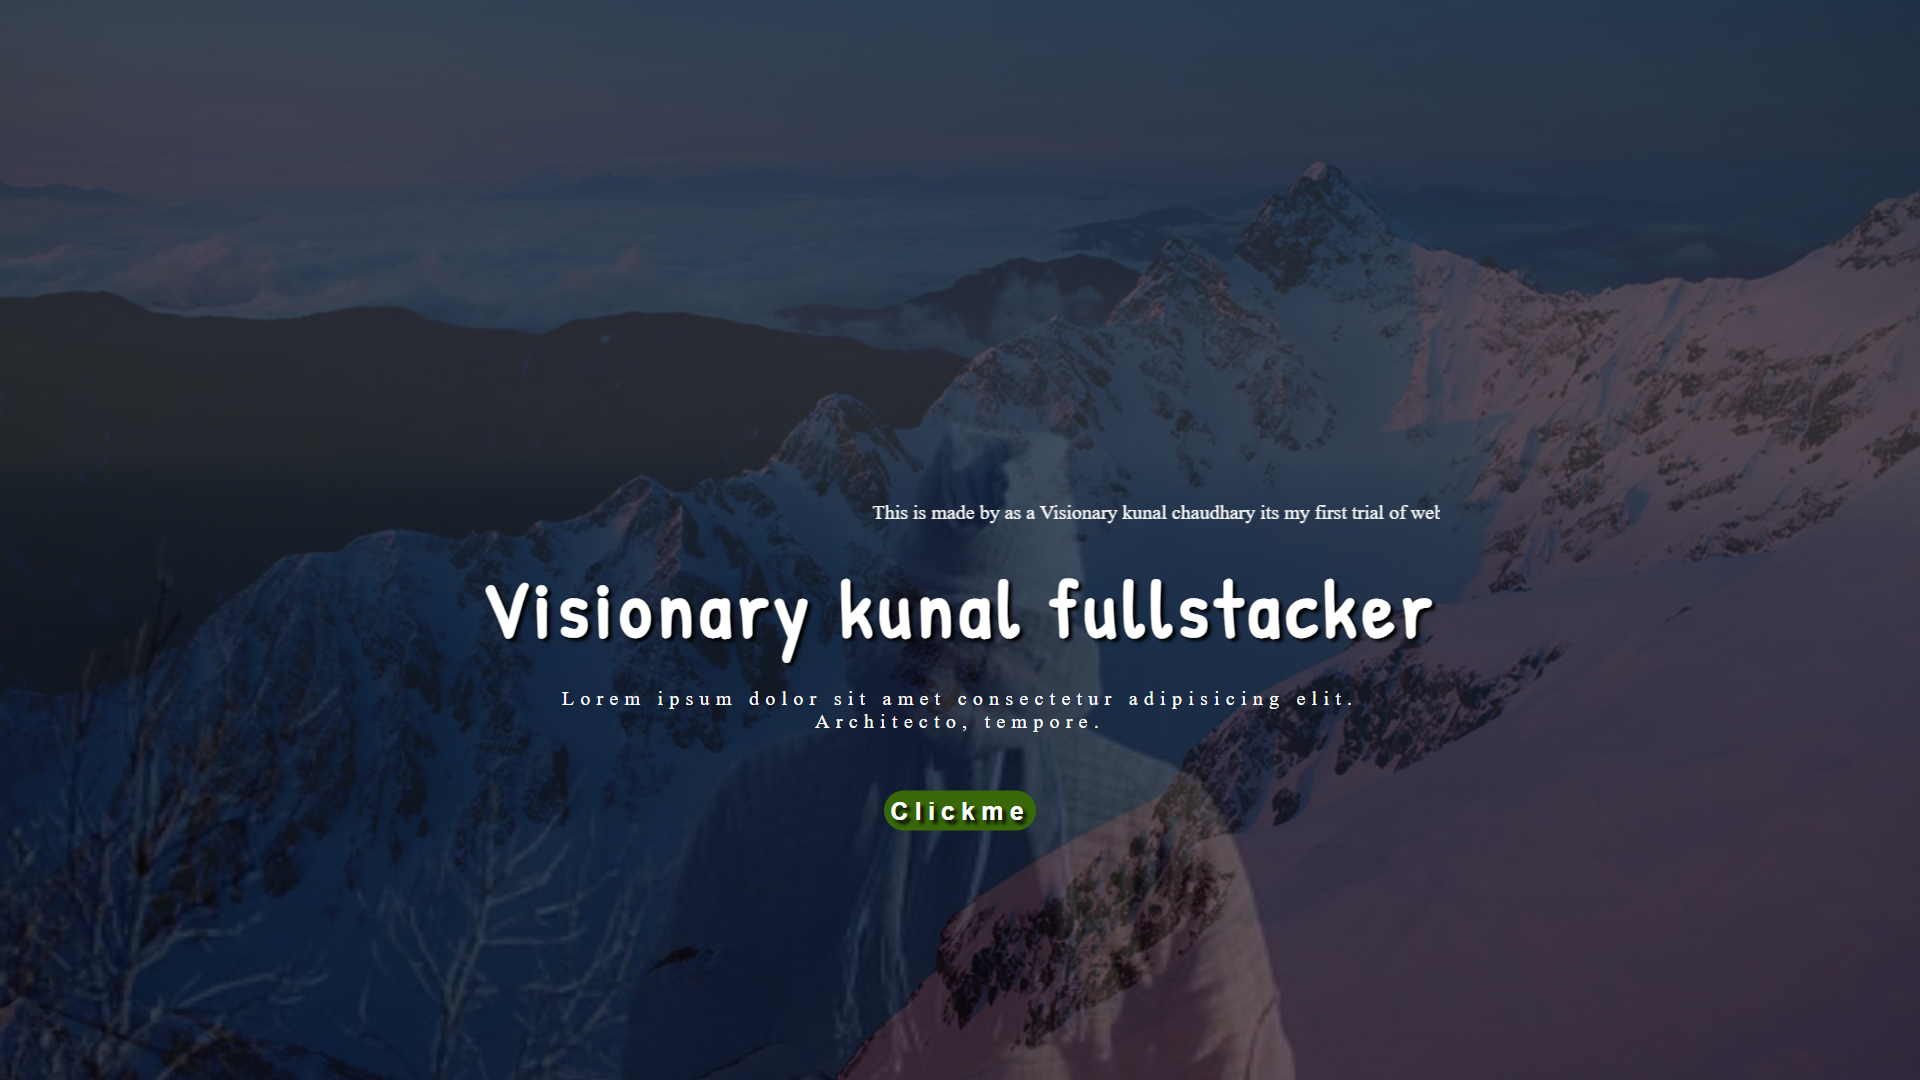 This is made by as a Visionary kunal chaudhary its my first trial of
Visionary kunal fullstacker
Lorem ipsum dolor sit amet consectetur adipisicing elit.
Architecto, tempore.
Clickme